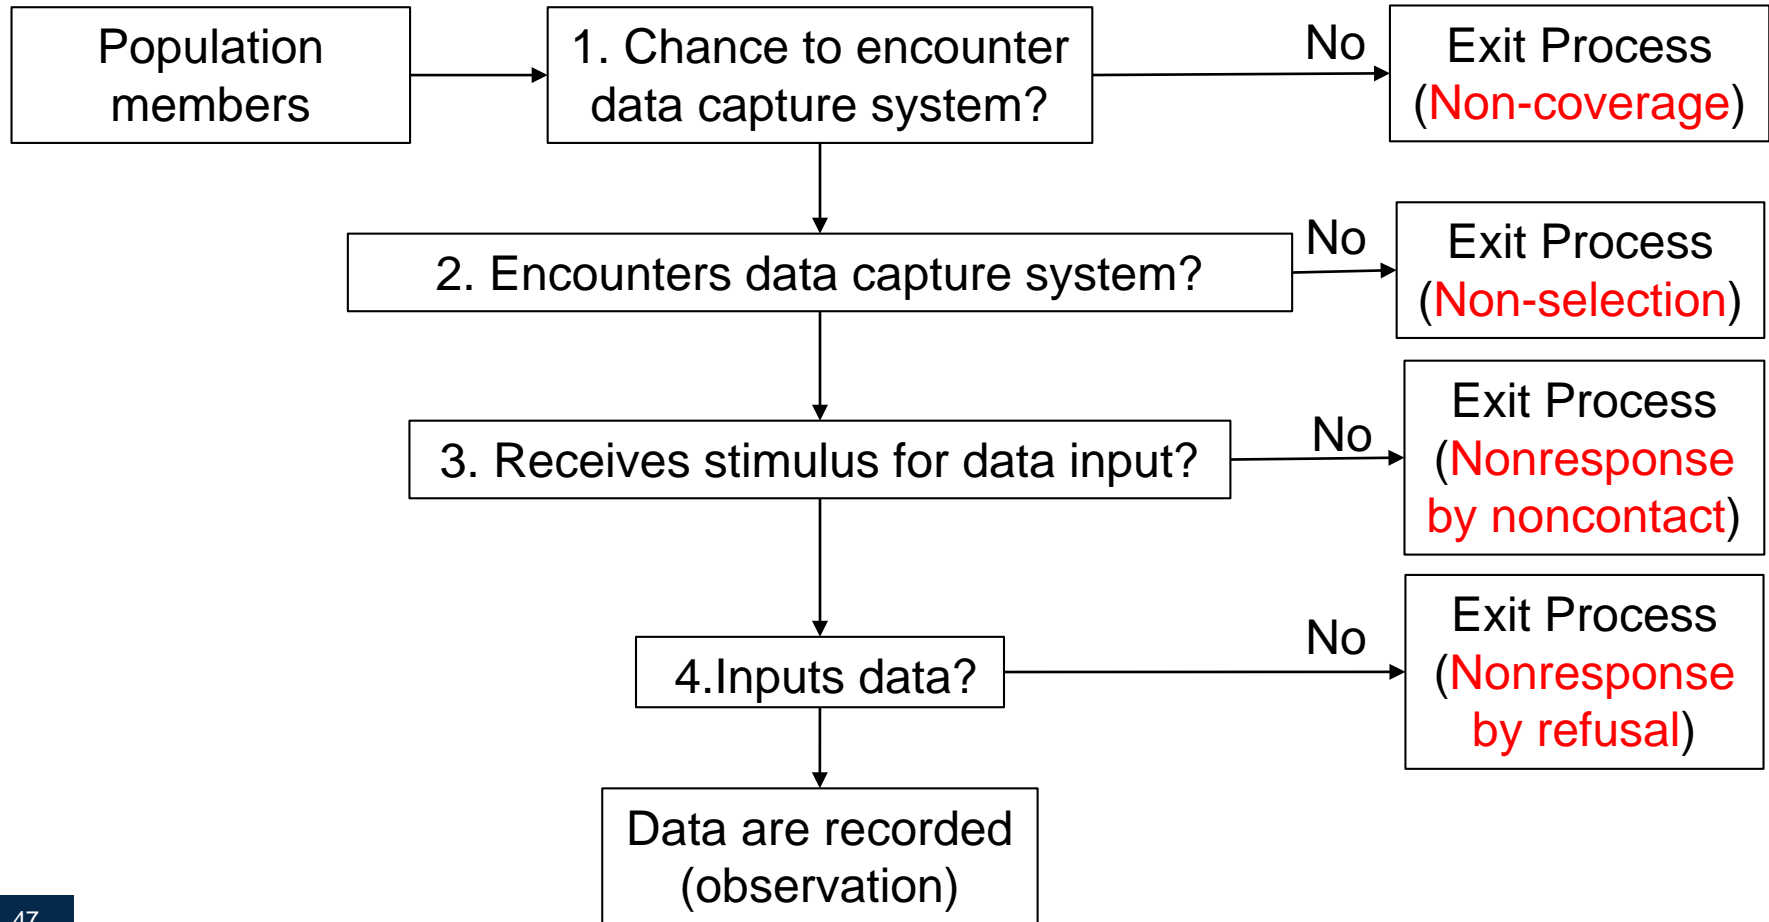 Population
members
1. Chance to encounter
data capture system?
No
Exit Process
(Non-coverage)
2. Encounters data capture system?
No
Exit Process
(Non-selection)
3. Receives stimulus for data input?
No
Exit Process
(Nonresponse
by noncontact)
4.Inputs data?
No
Exit Process
(Nonresponse
by refusal)
Data are recorded
(observation)
47